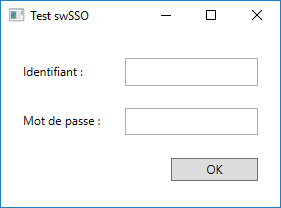 Test swSSO
Identifiant :
Mot de passe :
OK